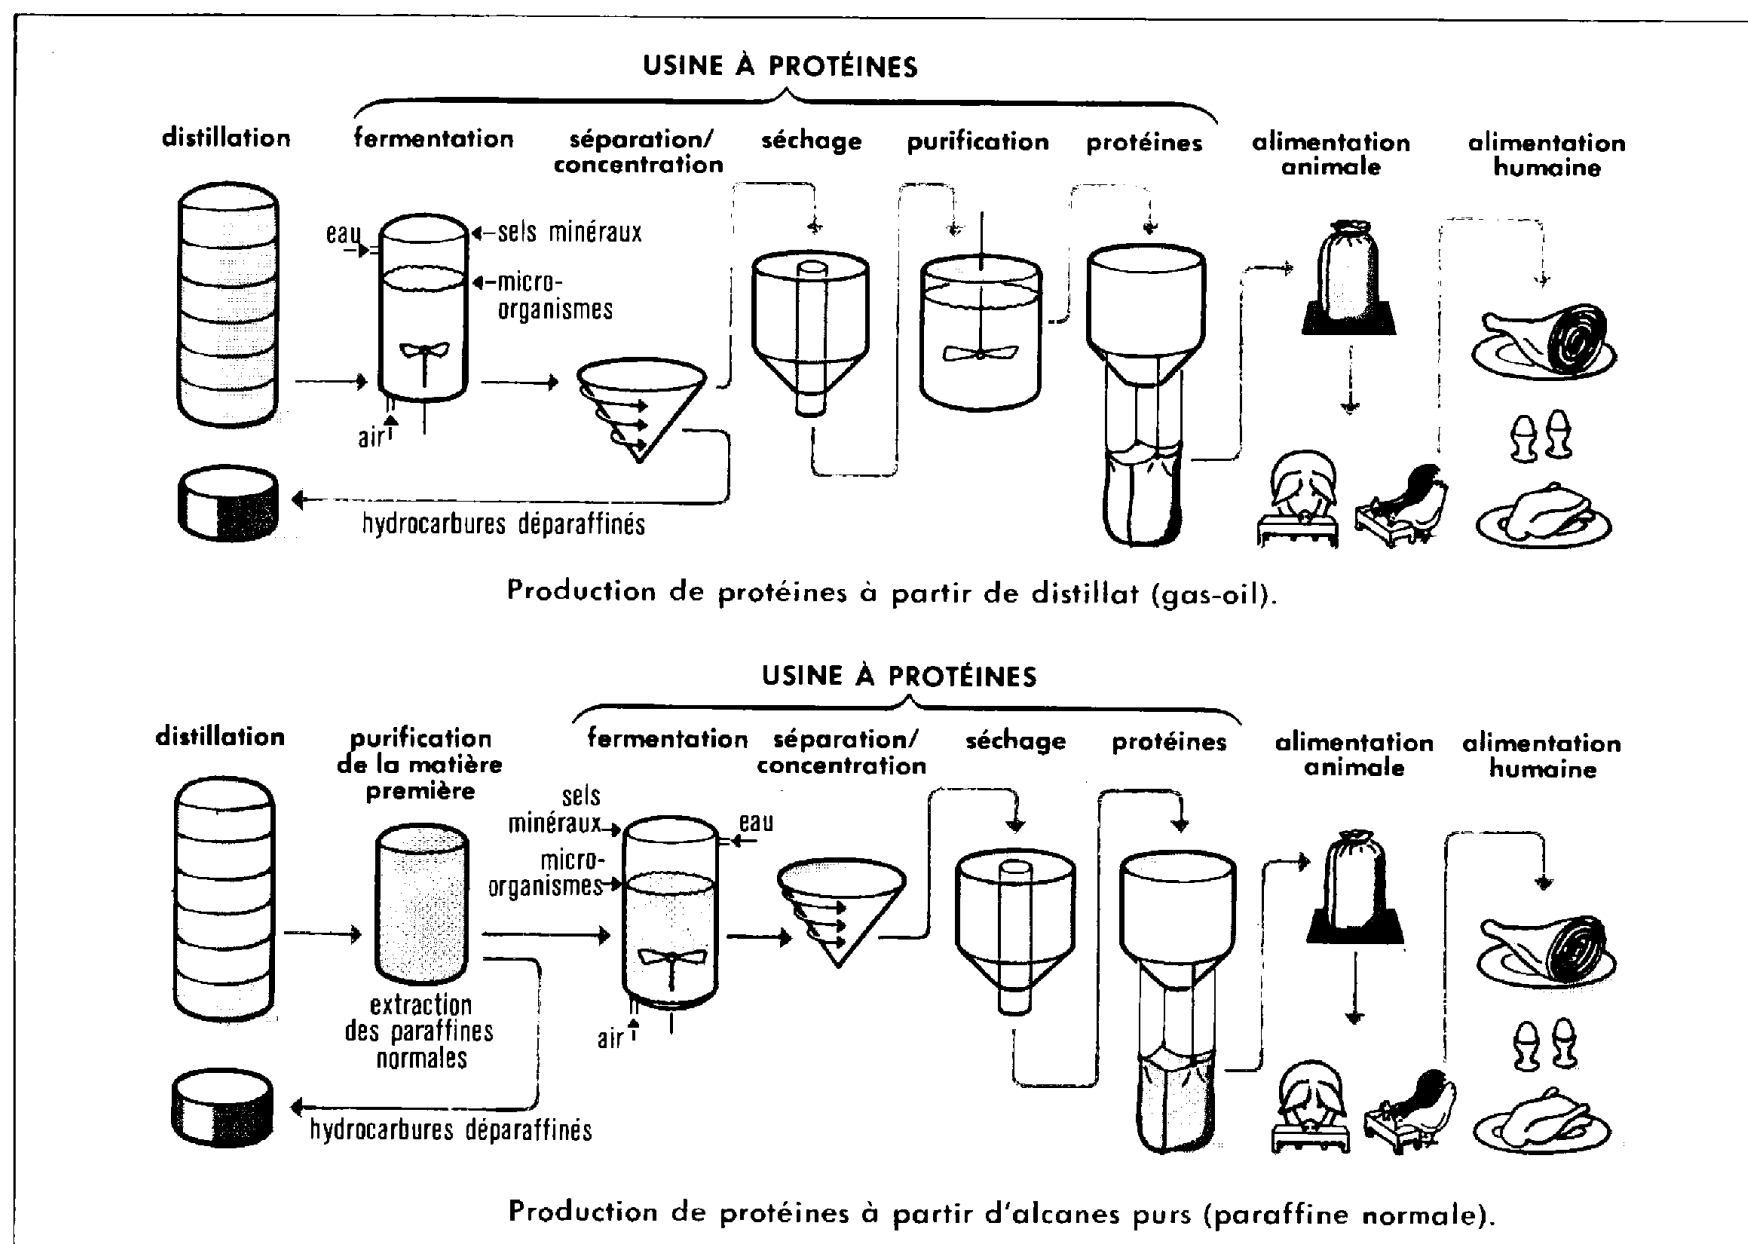 USINE À PROTÉINES
distillation
fermentation
séparation/
concentration
séchage
purification
protéines
alimentation
animale
alimentation
humaine
eau
sels minéraux
micro-
organismes
air
hydrocarbures déparaffinés
Production de protéines à partir de distillat (gas-oil).
USINE À PROTÉINES
distillation
purification
de la matière
première
fermentation
séparation/
concentration
séchage
protéines
alimentation
animale
alimentation
humaine
sels
minéraux
eau
micro-
organismes
extraction
des paraffines
normales
air
hydrocarbures déparaffinés
Production de protéines à partir d'alcanes purs (paraffine normale).